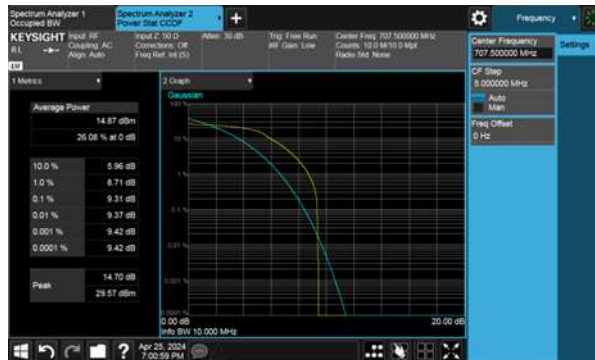 Spectrum Analyzer 1
Occupied BW
Spectrum Analyzer 2
Power Stat CCDF
+
Frequency
KEYSIGHT
Input: RF
Coupling: AC
Align: Auto
Input Z: 50 Ω
Corrections: Off
Freq Ref: Int (S)
Atten: 30 dB
Trig: Free Run
#IF Gain: Low
Center Freq: 707.500000 MHz
Counts: 10.0 M/10.0 Mpt
Radio Std: None
1 Metrics
2 Graph
Gaussian
Average Power
14.87 dBm
26.08 % at 0 dB
10.0 % 5.96 dB
1.0 % 8.71 dB
0.1 % 9.31 dB
0.01 % 9.37 dB
0.001 % 9.42 dB
0.0001 % 9.42 dB
Peak
14.70 dB
29.57 dBm
100 %
10 %
1 %
0.1 %
0.01 %
0.001 %
0.0001 %
0.00 dB
20.00 dB
Info BW 10.000 MHz
Center Frequency
707.500000 MHz
Settings
CF Step
5.000000 MHz
Auto
Man
Freq Offset
0 Hz
?
Apr 25, 2024
7:00:59 PM